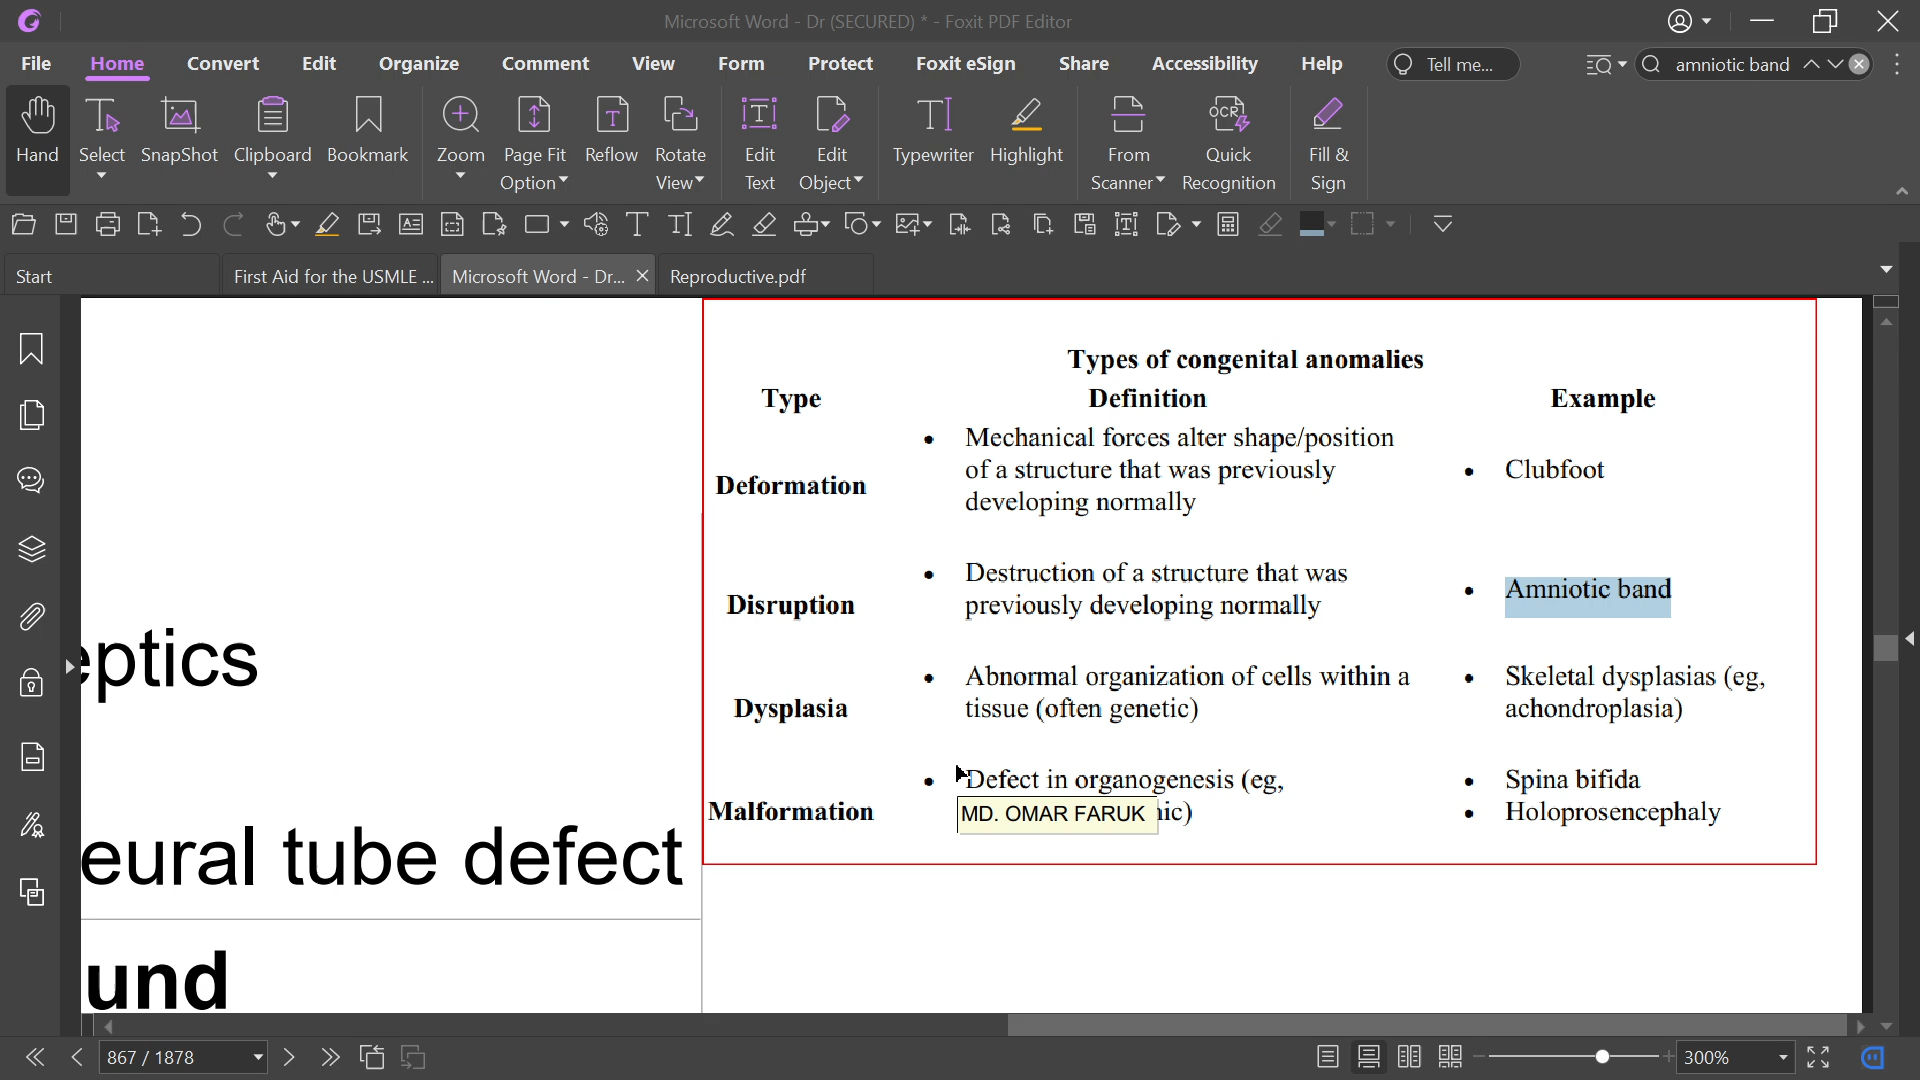 Microsoft Word - Dr (SECURED) * - Foxit PDF Editor
File Home Convert Edit Organize Comment View Form Protect Foxit eSign Share Accessibility Help Tell me... amniotic band
Hand Select SnapShot Clipboard Bookmark Zoom Page Fit Option Reflow Rotate View Edit Text Edit Object Typewriter Highlight From Scanner OCR Quick Recognition Fill & Sign
Start First Aid for the USMLE ... Microsoft Word - Dr... Reproductive.pdf
Types of congenital anomalies
Type Definition Example
Deformation
• Mechanical forces alter shape/position
of a structure that was previously
developing normally
• Clubfoot
Disruption
• Destruction of a structure that was
previously developing normally
• Amniotic band
Dysplasia
• Abnormal organization of cells within a
tissue (often genetic)
• Skeletal dysplasias (eg,
achondroplasia)
Malformation
• Defect in organogenesis (eg,
MD. OMAR FARUK
• Spina bifida
• Holoprosencephaly
eptics
eural tube defect
und
867 / 1878 300%